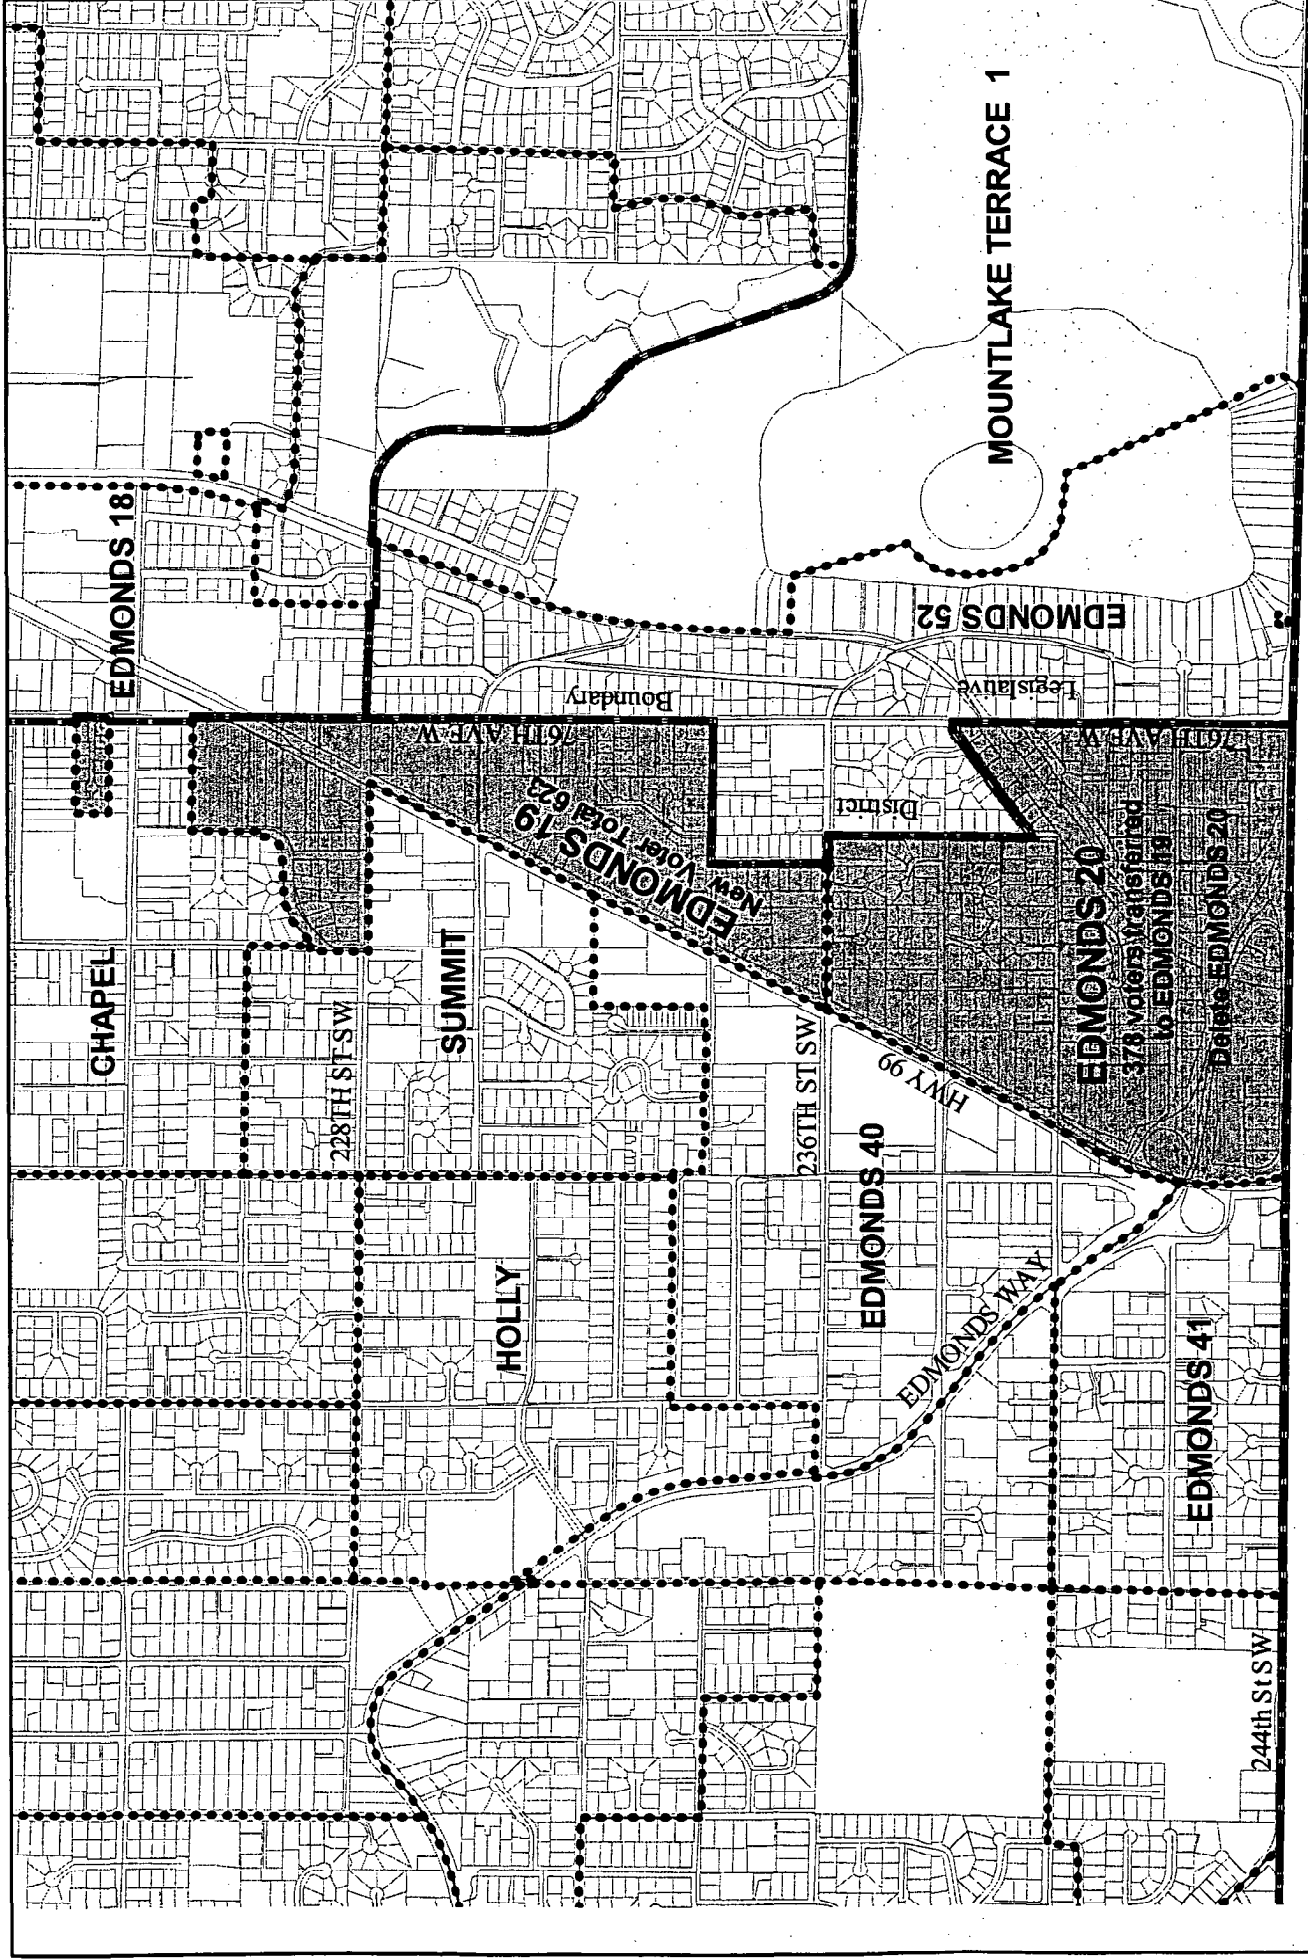 MOUNTLAKE TERRACE 1
EDMONDS 18
EDMONDS 52
Legislative
Boundary
District
76TH AVE W
76TH AVE W
EDMONDS 19
New Voter Total 623
EDMONDS 20
378 voters transferred
to EDMONDS 19
Delete EDMONDS 20
CHAPEL
SUMMIT
228TH ST SW
236TH ST SW
HWY 99
EDMONDS 40
HOLLY
EDMONDS WAY
EDMONDS 41
244th St SW